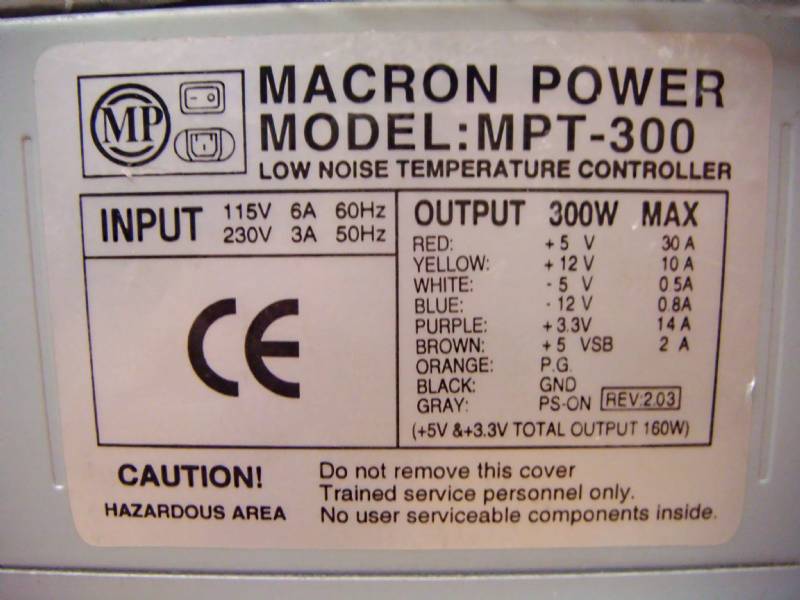 MP
MACRON POWER
MODEL:MPT-300
LOW NOISE TEMPERATURE CONTROLLER
INPUT 115V 6A 60Hz
230V 3A 50Hz
CE
OUTPUT 300W MAX
RED: +5 V 30 A
YELLOW: +12V 10 A
WHITE: -5 V 0.5A
BLUE: -12V 0.8A
PURPLE: +3.3V 14 A
BROWN: +5 VSB 2 A
ORANGE: P.G.
BLACK: GND
GRAY: PS-ON REV:2.03
(+5V &+3.3V TOTAL OUTPUT 160W)
CAUTION!
HAZARDOUS AREA
Do not remove this cover
Trained service personnel only.
No user serviceable components inside.